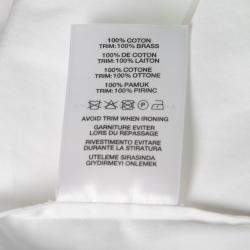 100% COTTON
TRIM:100% BRASS
100% DE COTON
TRIM:100% LAITON
100% COTONE
TRIM:100% OTTONE
100% PAMUK
TRIM:100% PIRINC
AVOID TRIM WHEN IRONING
GARNITURE EVITER
LORS DU REPASSAGE
RIVESTIMENTO EVITARE
DURANTE LA STIRATURA
UTELEME SIRASINDA
GIYDIRMEYI ONLEMEK